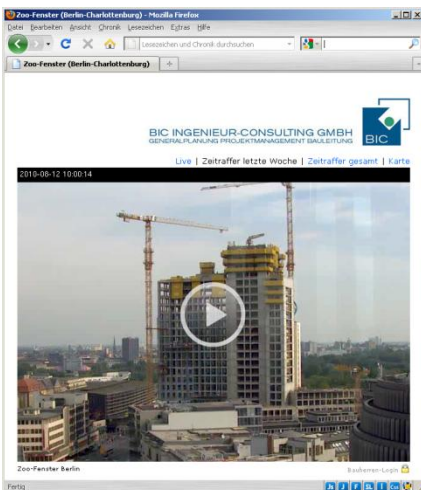 Zoo-Fenster (Berlin-Charlottenburg) - Mozilla Firefox
Datei Bearbeiten Ansicht Chronik Lesezeichen Extras Hilfe
Lesezeichen und Chronik durchsuchen
Zoo-Fenster (Berlin-Charlottenburg)
BIC INGENIEUR-CONSULTING GMBH
GENERALPLANUNG PROJEKTMANAGEMENT BAULEITUNG
BIC
Live | Zeitraffer letzte Woche | Zeitraffer gesamt | Karte
2010-08-12 10:00:14
Zoo-Fenster Berlin
Bauherren-Login
Fertig